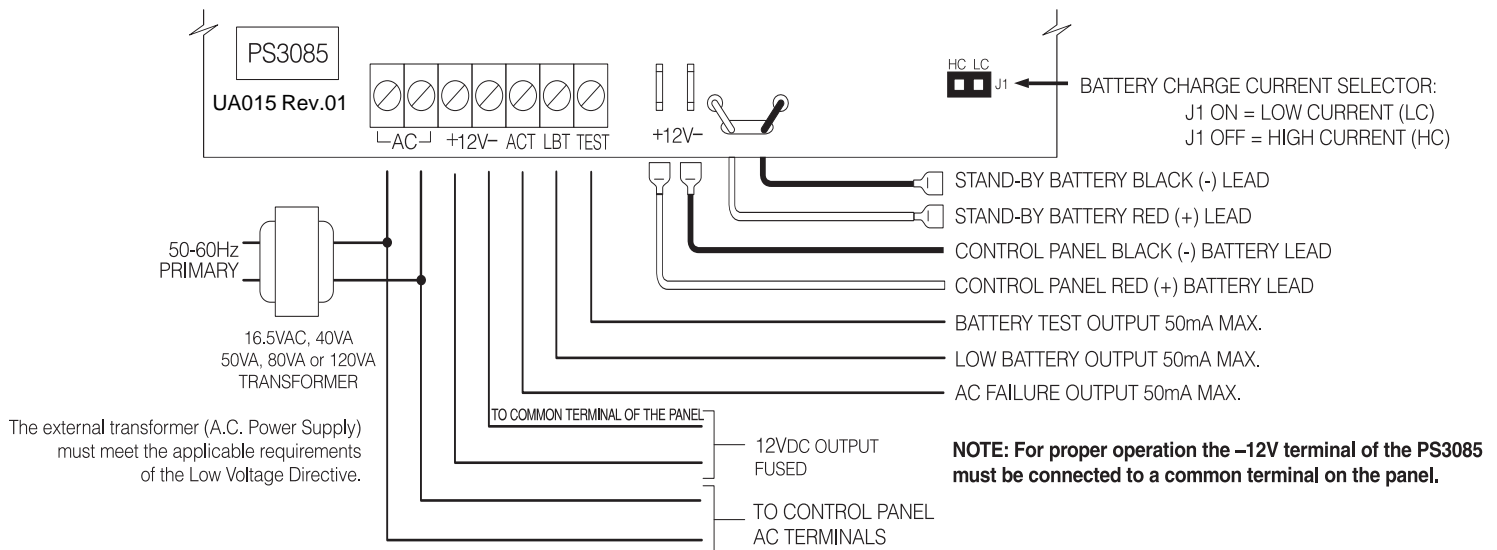 PS3085
UA015 Rev.01
AC +12V- ACT LBT TEST
+12V-
HC LC
J1
BATTERY CHARGE CURRENT SELECTOR:
J1 ON = LOW CURRENT (LC)
J1 OFF = HIGH CURRENT (HC)
STAND-BY BATTERY BLACK (-) LEAD
STAND-BY BATTERY RED (+) LEAD
CONTROL PANEL BLACK (-) BATTERY LEAD
CONTROL PANEL RED (+) BATTERY LEAD
BATTERY TEST OUTPUT 50mA MAX.
LOW BATTERY OUTPUT 50mA MAX.
AC FAILURE OUTPUT 50mA MAX.
50-60Hz
PRIMARY
16.5VAC, 40VA
50VA, 80VA or 120VA
TRANSFORMER
The external transformer (A.C. Power Supply)
must meet the applicable requirements
of the Low Voltage Directive.
TO COMMON TERMINAL OF THE PANEL
12VDC OUTPUT
FUSED
TO CONTROL PANEL
AC TERMINALS
NOTE: For proper operation the –12V terminal of the PS3085
must be connected to a common terminal on the panel.